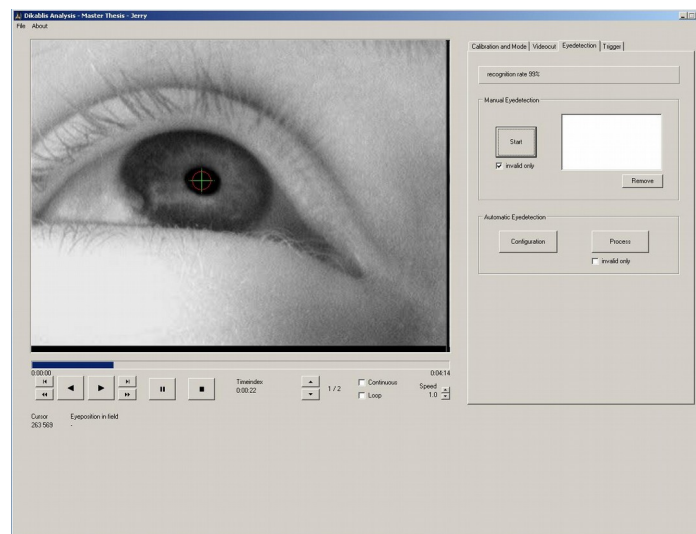 Dikablis Analysis - Master Thesis - Jerry
File About
Calibration and Mode Videocut Eyedetection Trigger
recognition rate 99%
Manual Eyedetection
Start
invalid only
Remove
Automatic Eyedetection
Configuration Process
invalid only
0:00:00 0:04:14
Timeindex
0:00:22
1 / 2
Continuous
Loop
Speed
1.0
Cursor Eyeposition in field
263 569 -